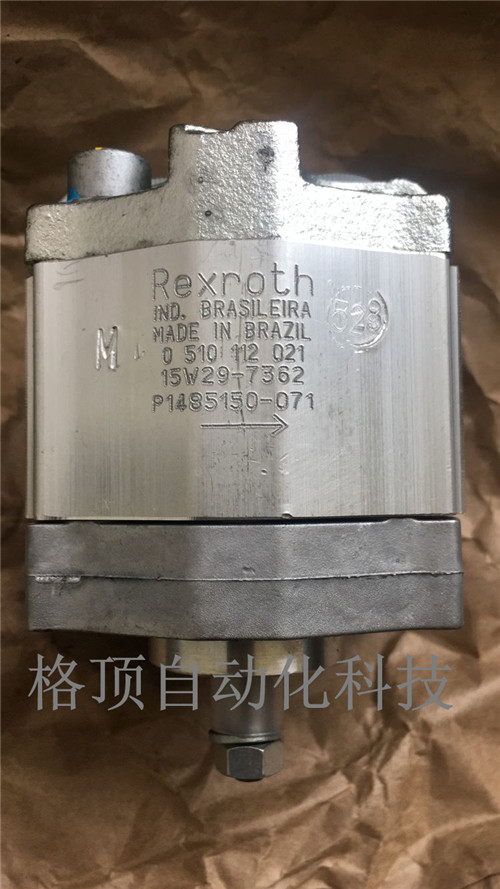 Rexroth
IND. BRASILEIRA
MADE IN BRAZIL
0 510 112 021
15W29-7362
P1485150-071
M
528
格顶自动化科技